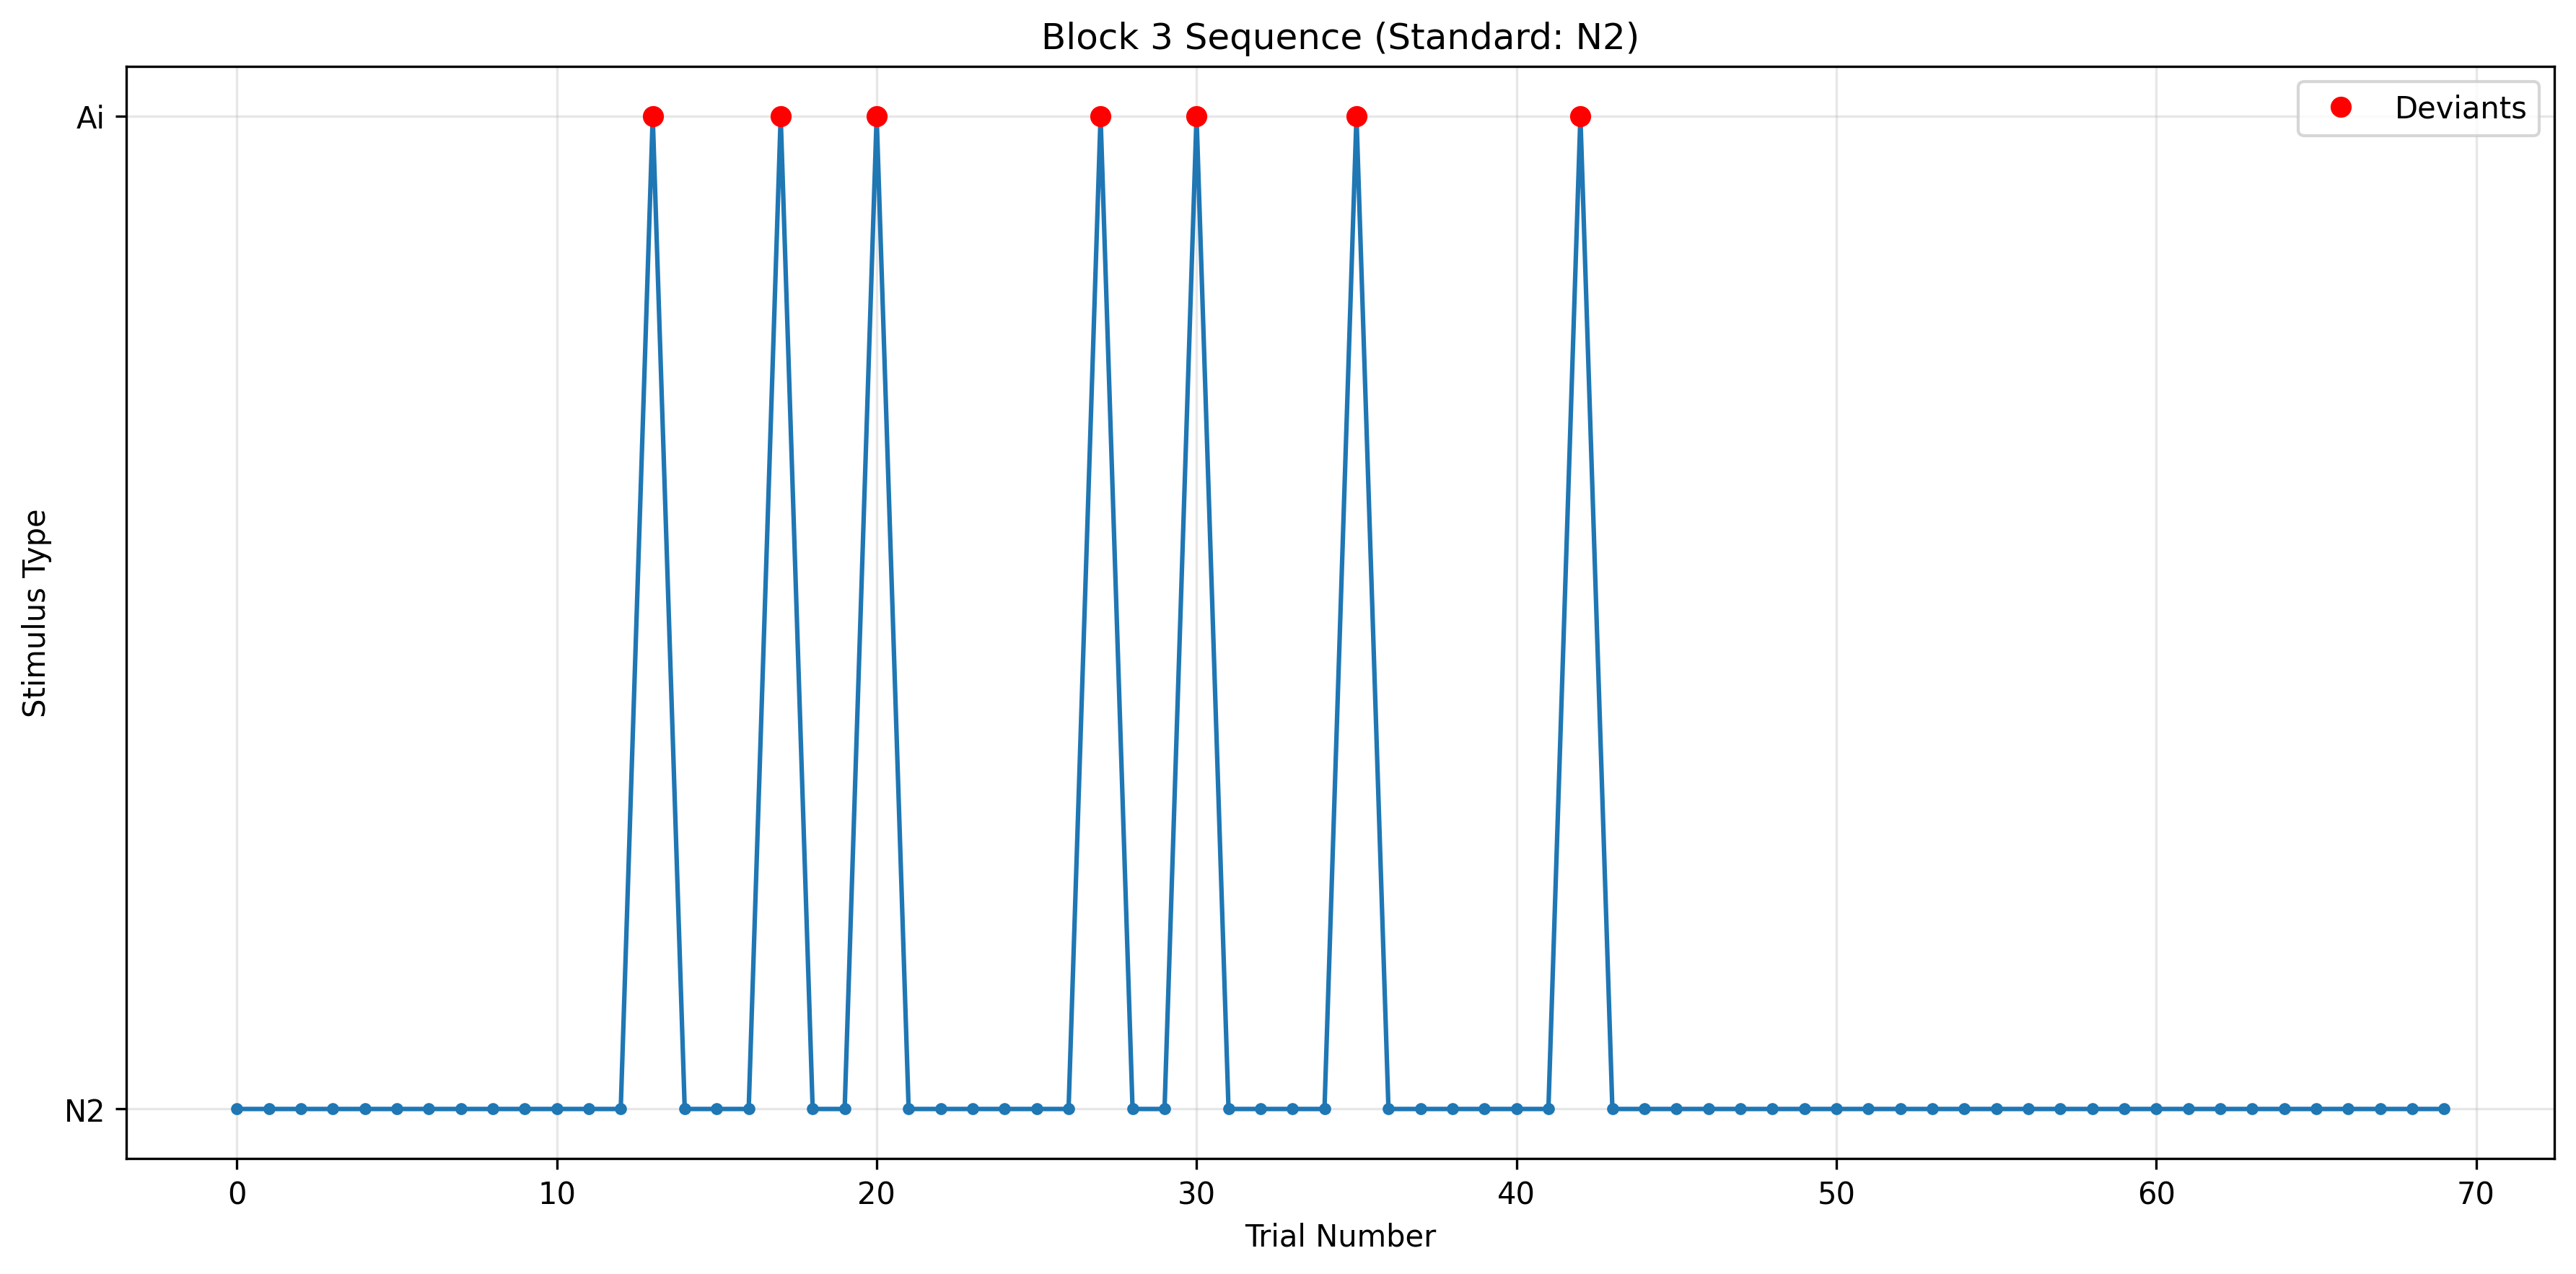 Block 3 Sequence (Standard: N2)
Deviants
Ai
Stimulus Type
N2
0 10 20 30 40 50 60 70
Trial Number